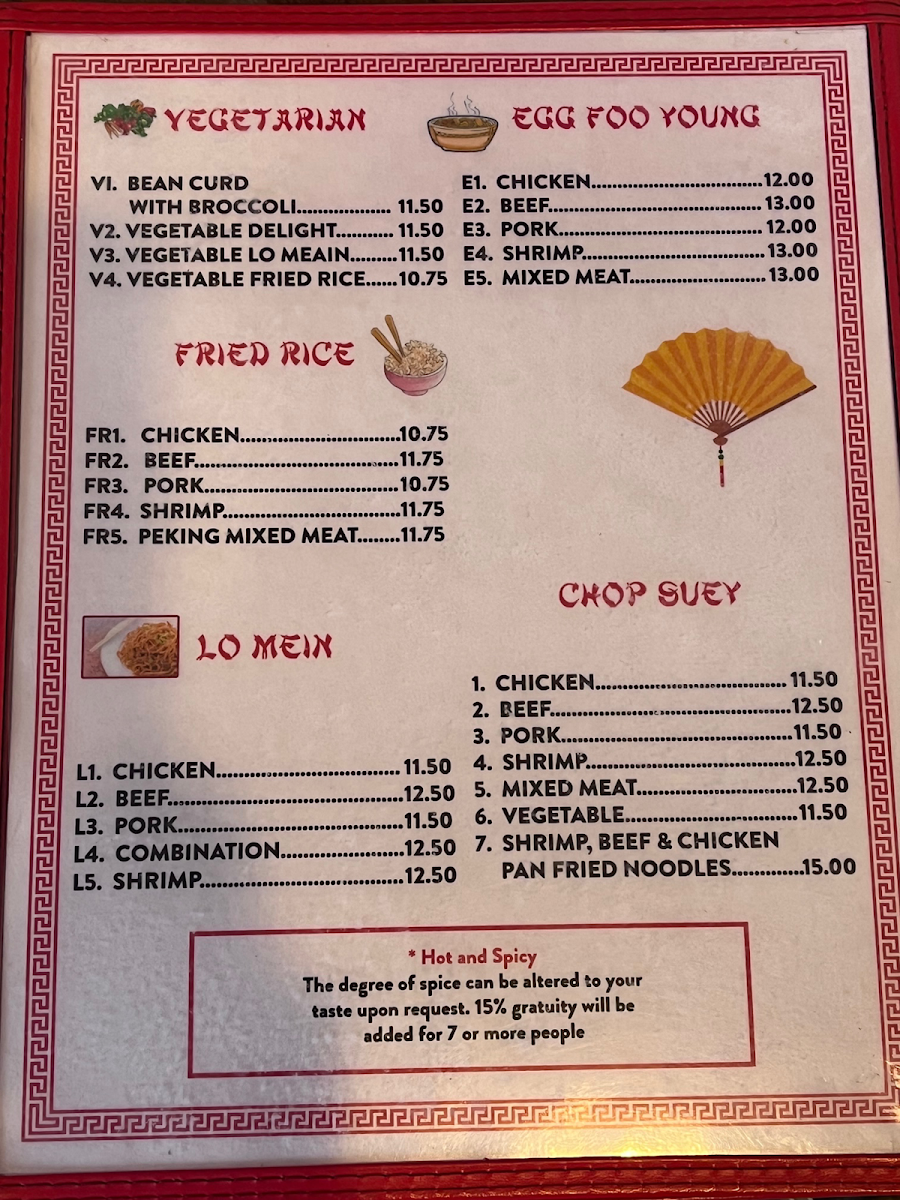 VEGETARIAN
V1. BEAN CURD
WITH BROCCOLI.................... 11.50
V2. VEGETABLE DELIGHT........... 11.50
V3. VEGETABLE LO MEAIN.........11.50
V4. VEGETABLE FRIED RICE......10.75
EGG FOO YOUNG
E1. CHICKEN....................................12.00
E2. BEEF.............................................13.00
E3. PORK...........................................12.00
E4. SHRIMP.......................................13.00
E5. MIXED MEAT.............................13.00
FRIED RICE
FR1. CHICKEN..................................10.75
FR2. BEEF...........................................11.75
FR3. PORK.........................................10.75
FR4. SHRIMP.....................................11.75
FR5. PEKING MIXED MEAT........11.75
LO MEIN
L1. CHICKEN....................................11.50
L2. BEEF............................................12.50
L3. PORK..........................................11.50
L4. COMBINATION........................12.50
L5. SHRIMP......................................12.50
CHOP SUEY
1. CHICKEN....................................... 11.50
2. BEEF................................................12.50
3. PORK..............................................11.50
4. SHRIMP..........................................12.50
5. MIXED MEAT.................................12.50
6. VEGETABLE...................................11.50
7. SHRIMP, BEEF & CHICKEN
PAN FRIED NOODLES.............15.00
* Hot and Spicy
The degree of spice can be altered to your
taste upon request. 15% gratuity will be
added for 7 or more people